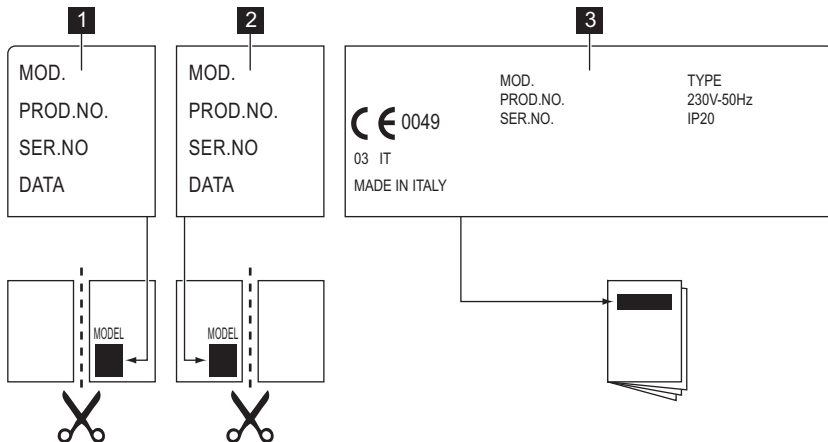 1
MOD.
PROD.NO.
SER.NO
DATA
MODEL
2
MOD.
PROD.NO.
SER.NO
DATA
MODEL
3
MOD.
PROD.NO.
SER.NO.
TYPE
230V-50Hz
IP20
CE 0049
03 IT
MADE IN ITALY